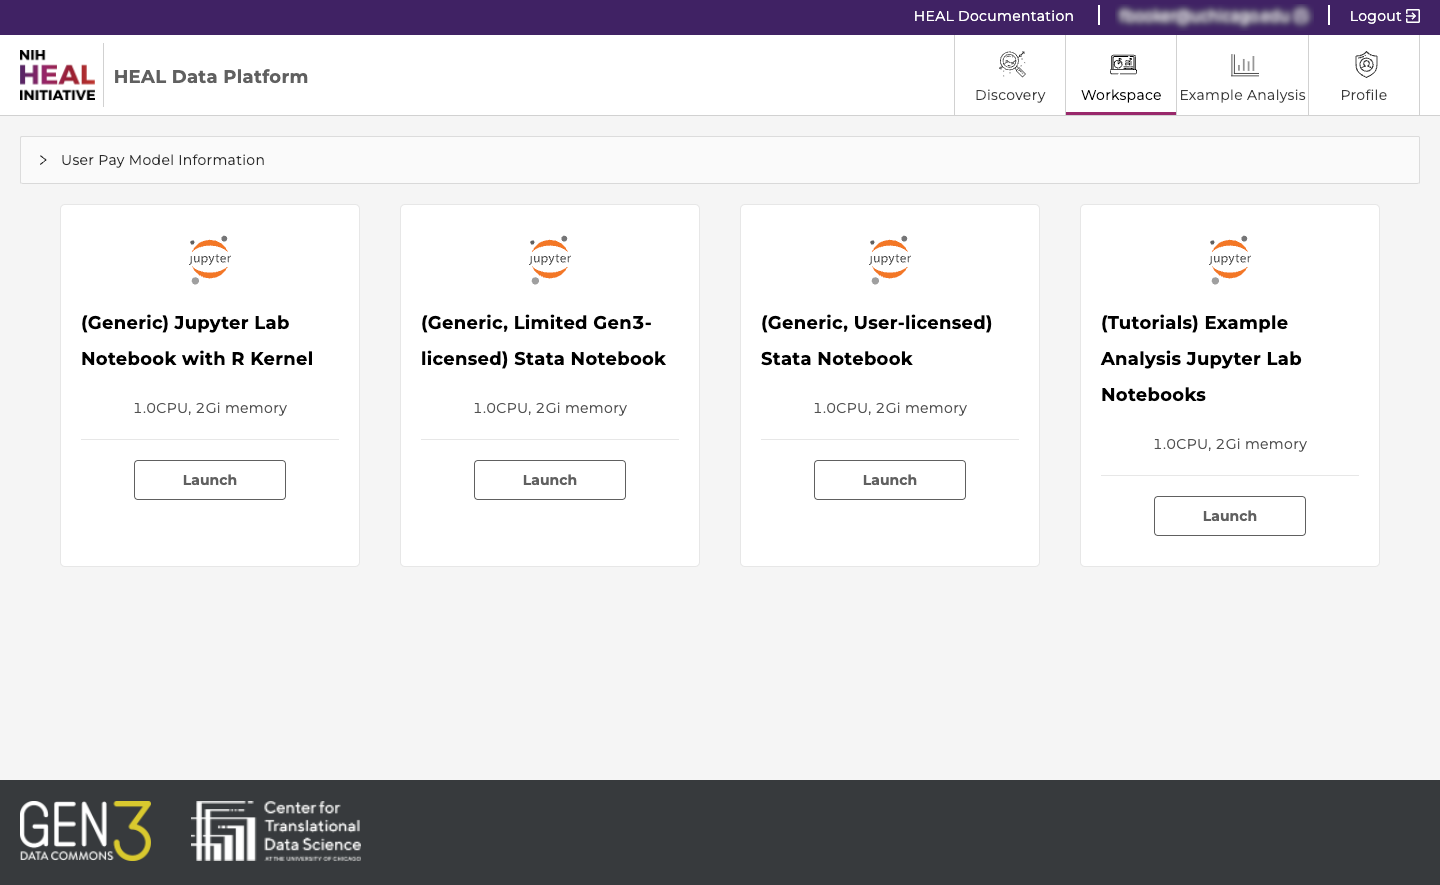 HEAL Documentation
Logout
NIH
HEAL
INITIATIVE
HEAL Data Platform
Discovery
Workspace
Example Analysis
Profile
User Pay Model Information
jupyter
(Generic) Jupyter Lab
Notebook with R Kernel
1.0CPU, 2Gi memory
Launch
jupyter
(Generic, Limited Gen3-
licensed) Stata Notebook
1.0CPU, 2Gi memory
Launch
jupyter
(Generic, User-licensed)
Stata Notebook
1.0CPU, 2Gi memory
Launch
jupyter
(Tutorials) Example
Analysis Jupyter Lab
Notebooks
1.0CPU, 2Gi memory
Launch
GEN3
DATA COMMONS
Center for
Translational
Data Science
AT THE UNIVERSITY OF CHICAGO